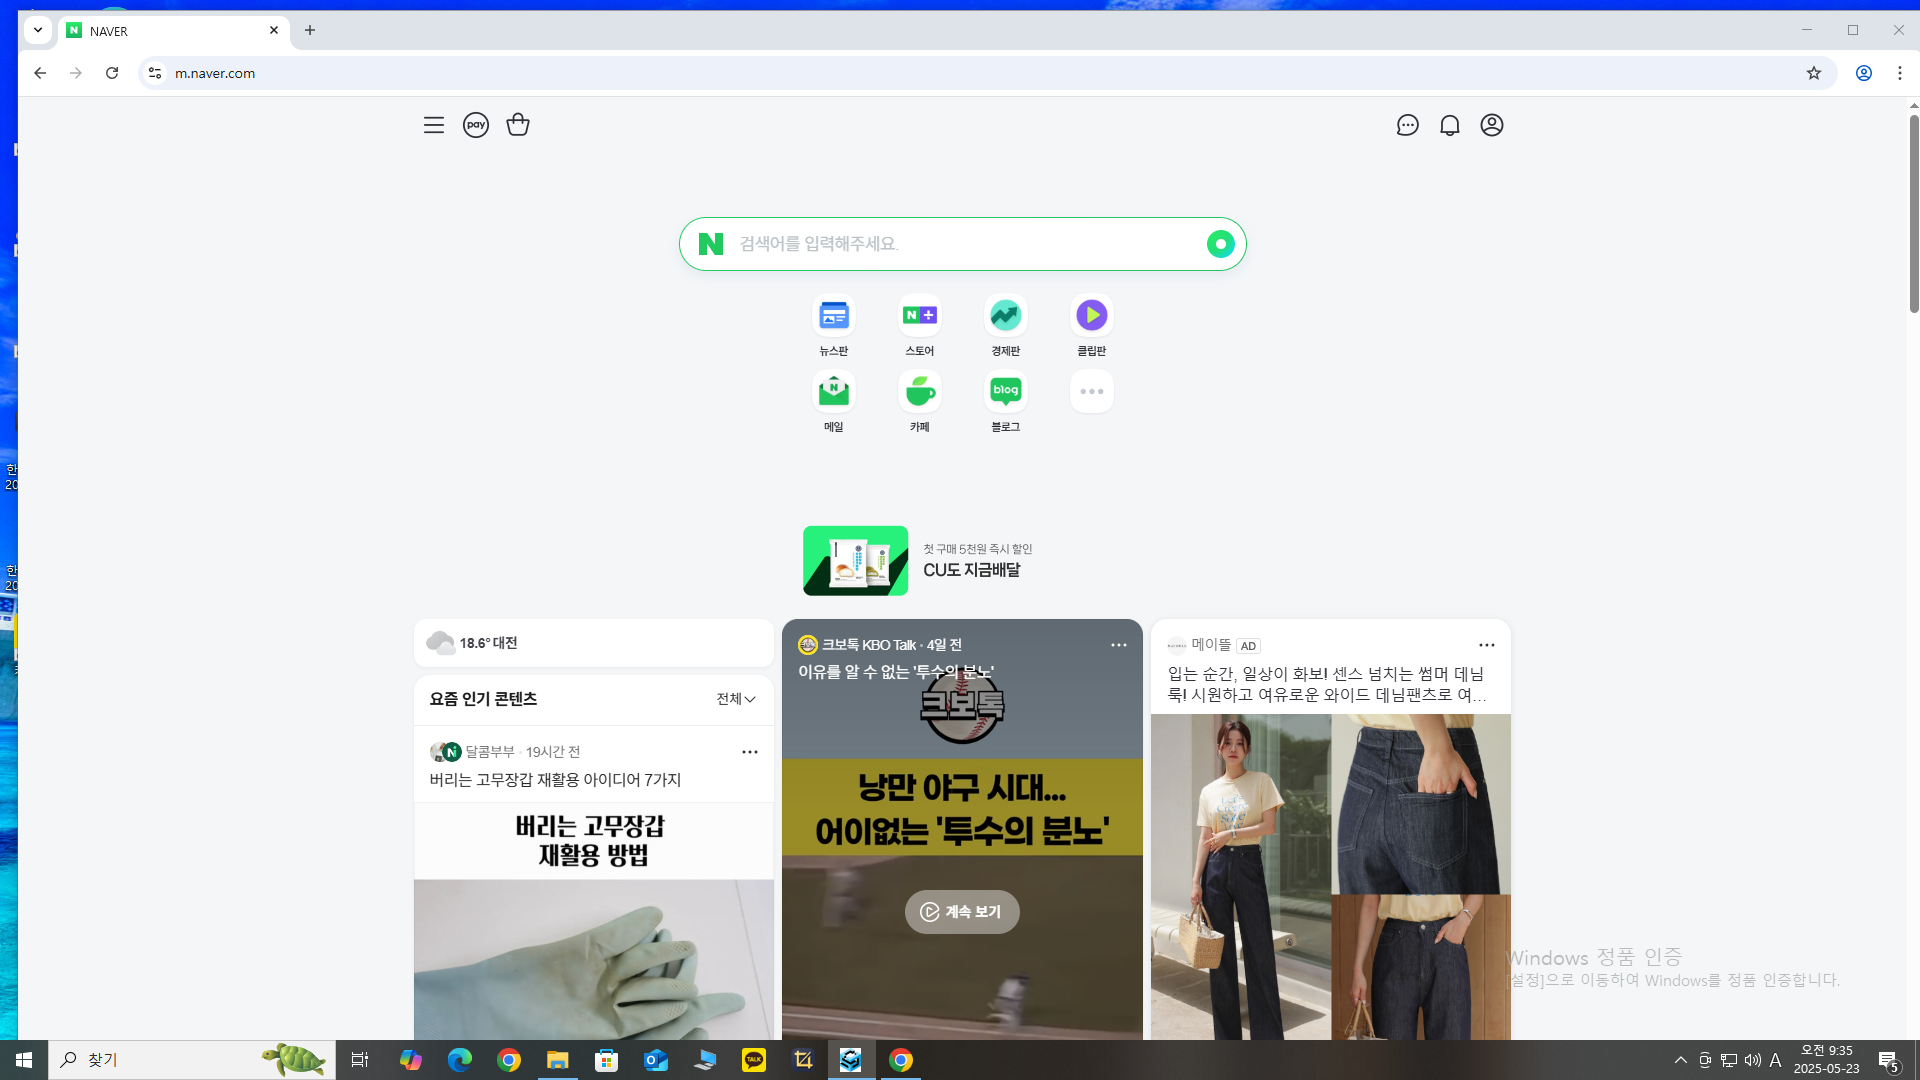 NAVER
m.naver.com
pay
검색어를 입력해주세요.
뉴스판
스토어
경제판
클립판
메일
카페
blog
블로그
첫 구매 5천원 즉시 할인
CU도 지금배달
18.6° 대전
요즘 인기 콘텐츠
전체
달콤부부 · 19시간 전
버리는 고무장갑 재활용 아이디어 7가지
버리는 고무장갑
재활용 방법
크보톡 KBO Talk · 4일 전
이유를 알 수 없는 '투수의 분노'
크보톡
낭만 야구 시대...
어이없는 '투수의 분노'
계속 보기
메이뜰 AD
입는 순간, 일상이 화보! 센스 넘치는 썸머 데님
룩! 시원하고 여유로운 와이드 데님팬츠로 여...
Windows 정품 인증
[설정]으로 이동하여 Windows를 정품 인증합니다.
한
20
한
20
찾기
TALK
A
오전 9:35
2025-05-23
5